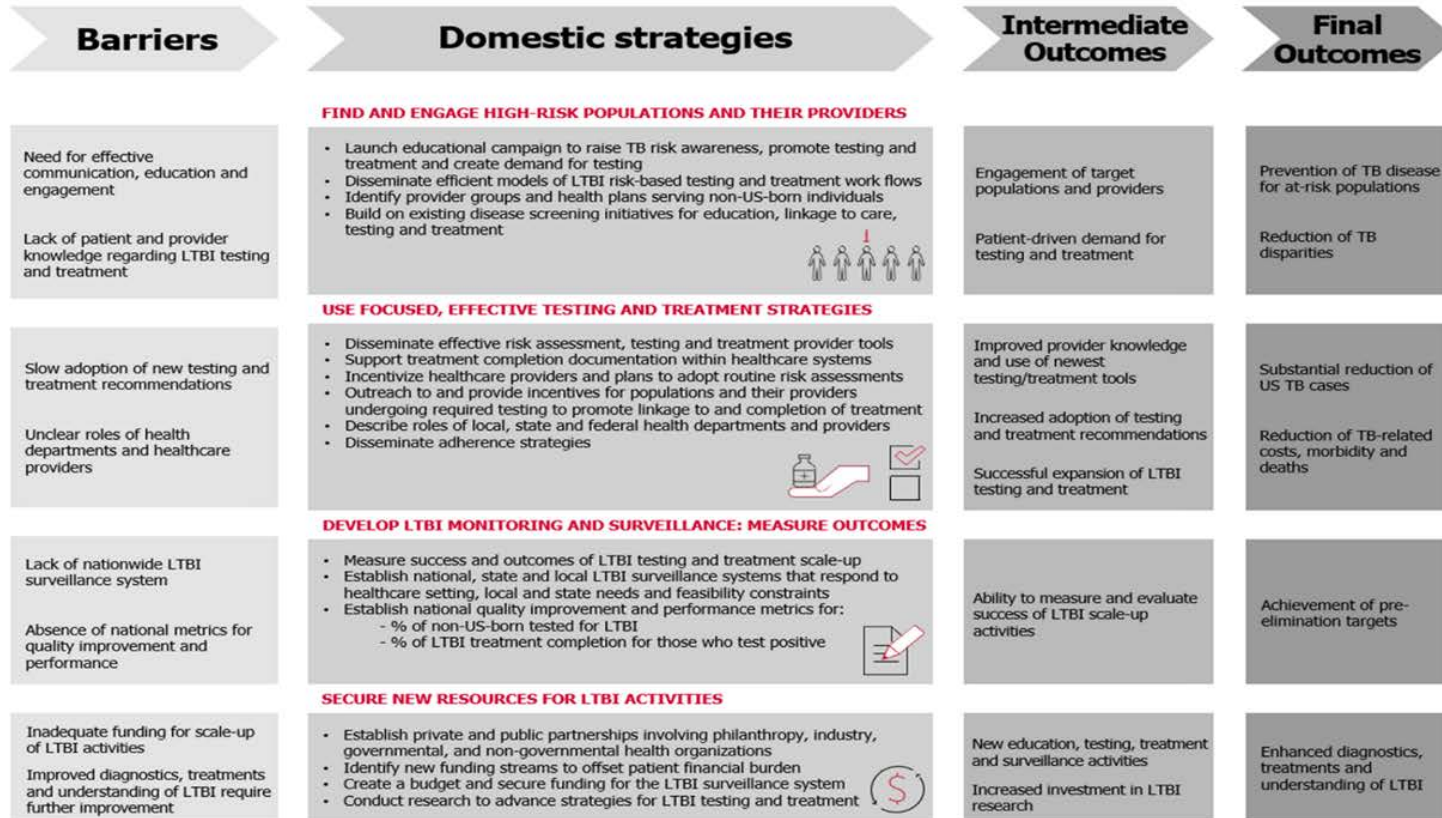 Barriers
Domestic strategies
Intermediate
Outcomes
Final
Outcomes
FIND AND ENGAGE HIGH-RISK POPULATIONS AND THEIR PROVIDERS
Need for effective
communication, education and
engagement
Lack of patient and provider
knowledge regarding LTBI testing
and treatment
• Launch educational campaign to raise TB risk awareness, promote testing and
treatment and create demand for testing
• Disseminate efficient models of LTBI risk-based testing and treatment work flows
• Identify provider groups and health plans serving non-US-born individuals
• Build on existing disease screening initiatives for education, linkage to care,
testing and treatment
Engagement of target
populations and providers
Patient-driven demand for
testing and treatment
Prevention of TB disease
for at-risk populations
Reduction of TB
disparities
USE FOCUSED, EFFECTIVE TESTING AND TREATMENT STRATEGIES
Slow adoption of new testing and
treatment recommendations
Unclear roles of health
departments and healthcare
providers
• Disseminate effective risk assessment, testing and treatment provider tools
• Support treatment completion documentation within healthcare systems
• Incentivize healthcare providers and plans to adopt routine risk assessments
• Outreach to and provide incentives for populations and their providers
undergoing required testing to promote linkage to and completion of treatment
• Describe roles of local, state and federal health departments and providers
• Disseminate adherence strategies
Improved provider knowledge
and use of newest
testing/treatment tools
Increased adoption of testing
and treatment recommendations
Successful expansion of LTBI
testing and treatment
Substantial reduction of
US TB cases
Reduction of TB-related
costs, morbidity and
deaths
DEVELOP LTBI MONITORING AND SURVEILLANCE: MEASURE OUTCOMES
Lack of nationwide LTBI
surveillance system
Absence of national metrics for
quality improvement and
performance
• Measure success and outcomes of LTBI testing and treatment scale-up
• Establish national, state and local LTBI surveillance systems that respond to
healthcare setting, local and state needs and feasibility constraints
• Establish national quality improvement and performance metrics for:
- % of non-US-born tested for LTBI
- % of LTBI treatment completion for those who test positive
Ability to measure and evaluate
success of LTBI scale-up
activities
Achievement of pre-
elimination targets
SECURE NEW RESOURCES FOR LTBI ACTIVITIES
Inadequate funding for scale-up
of LTBI activities
Improved diagnostics, treatments
and understanding of LTBI require
further improvement
• Establish private and public partnerships involving philanthropy, industry,
governmental, and non-governmental health organizations
• Identify new funding streams to offset patient financial burden
• Create a budget and secure funding for the LTBI surveillance system
• Conduct research to advance strategies for LTBI testing and treatment
$
New education, testing, treatment
and surveillance activities
Increased investment in LTBI
research
Enhanced diagnostics,
treatments and
understanding of LTBI